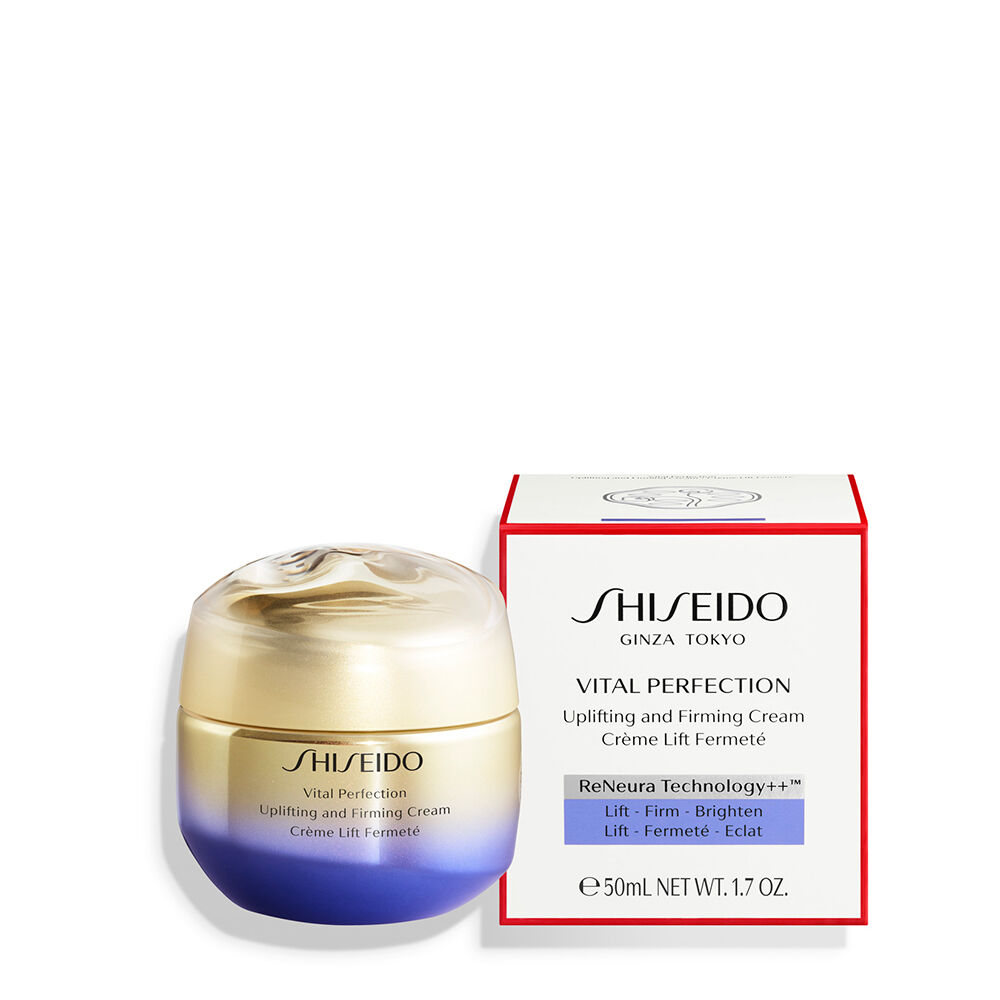 SHISEIDO
Vital Perfection
Uplifting and Firming Cream
Crème Lift Fermeté
SHISEIDO
GINZA TOKYO
VITAL PERFECTION
Uplifting and Firming Cream
Crème Lift Fermeté
ReNeura Technology++™
Lift - Firm - Brighten
Lift - Fermeté - Eclat
℮50mL NET WT. 1.7 OZ.